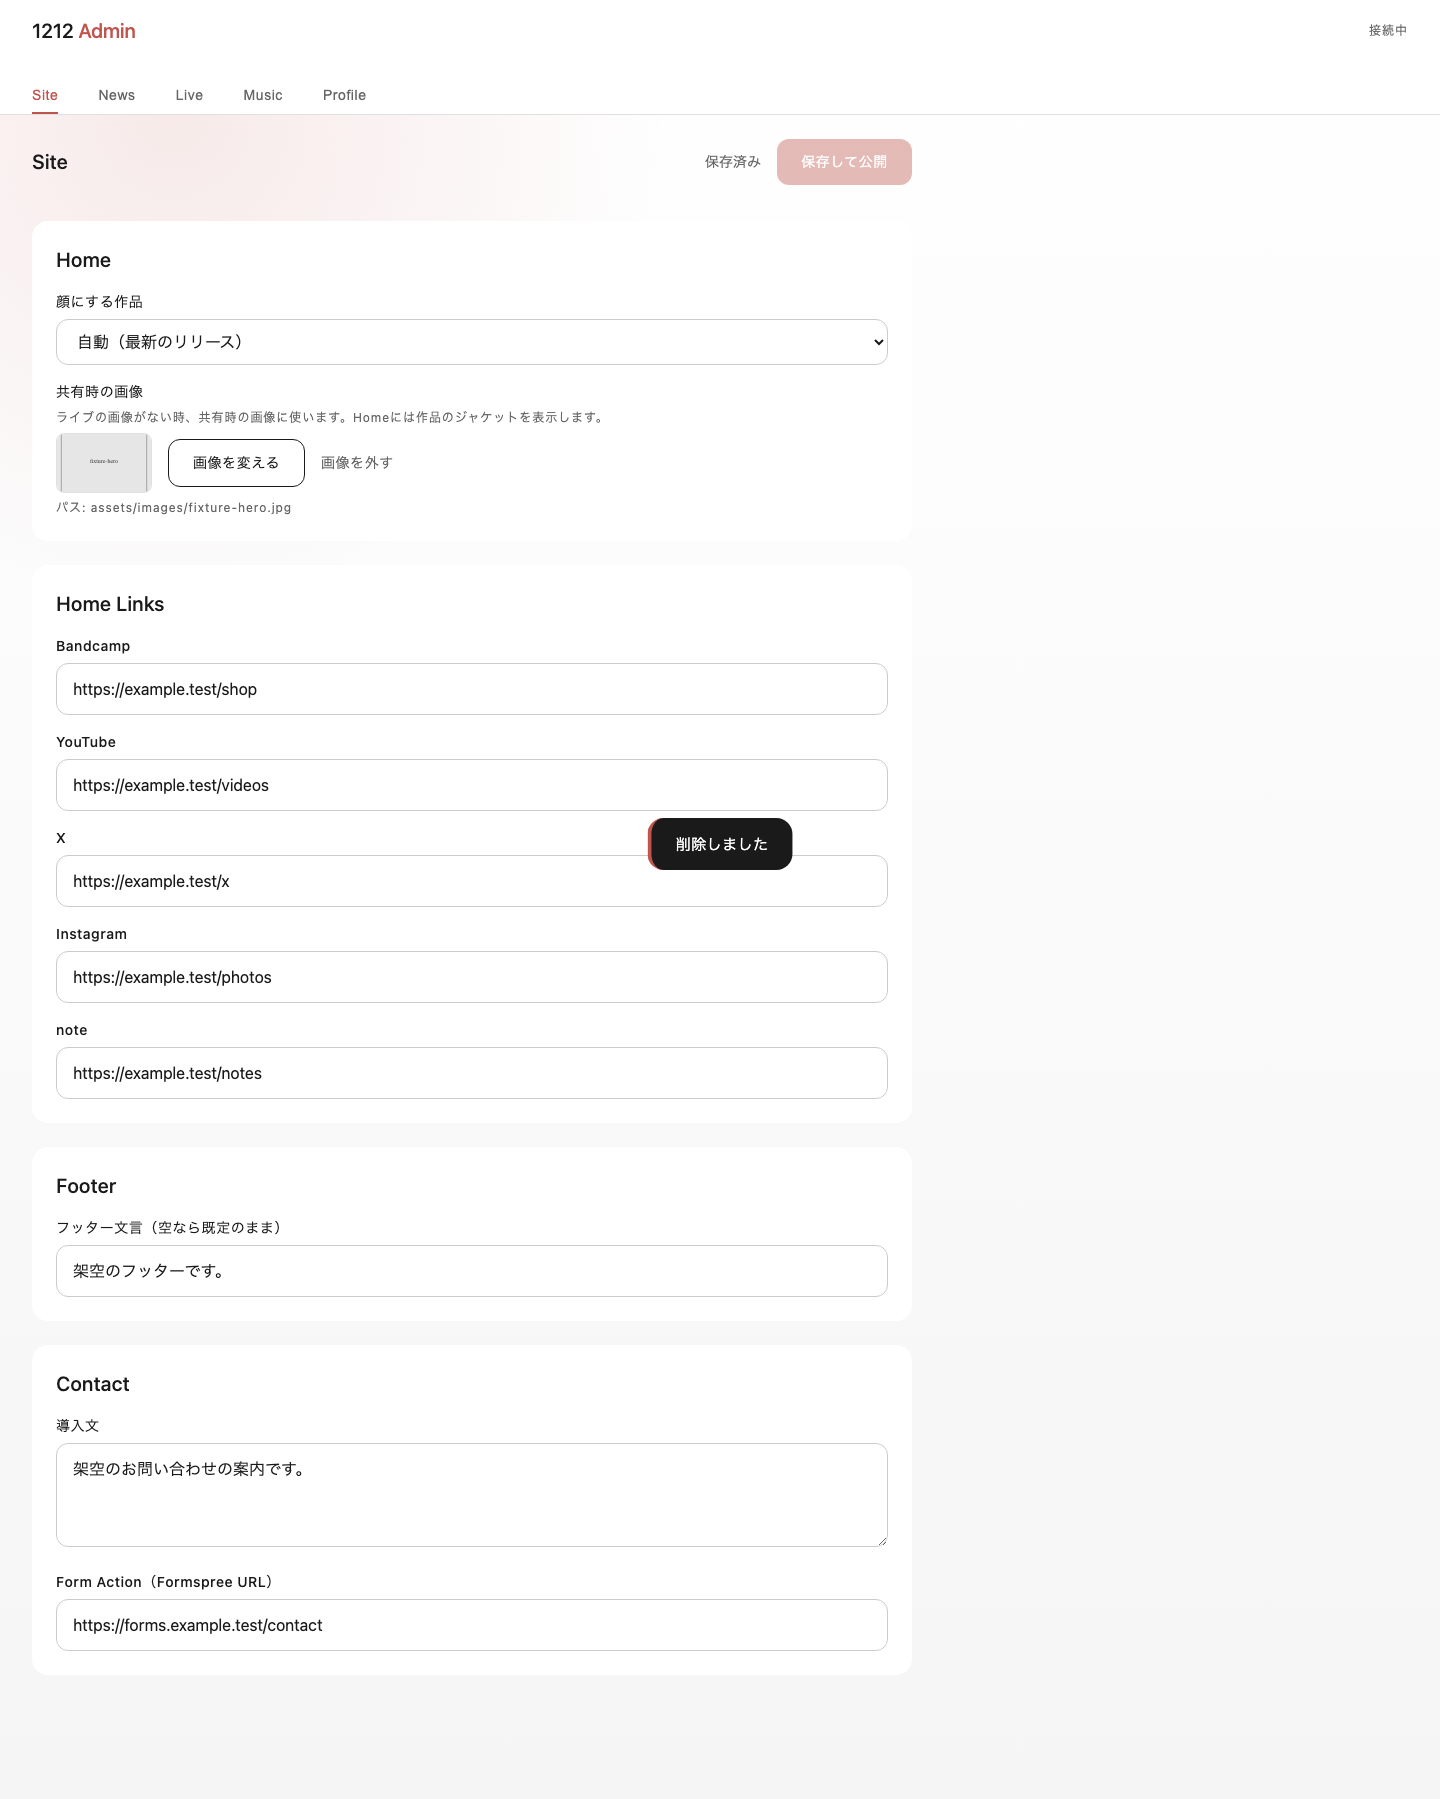 1212 Admin
接続中
Site
News
Live
Music
Profile
Site
保存済み
保存して公開
Home
顔にする作品
自動（最新のリリース）
共有時の画像
ライブの画像がない時、共有時の画像に使います。Homeには作品のジャケットを表示します。
fixture-hero
画像を変える
画像を外す
パス: assets/images/fixture-hero.jpg
Home Links
Bandcamp
https://example.test/shop
YouTube
https://example.test/videos
削除しました
X
https://example.test/x
Instagram
https://example.test/photos
note
https://example.test/notes
Footer
フッター文言（空なら既定のまま）
架空のフッターです。
Contact
導入文
架空のお問い合わせの案内です。
Form Action（Formspree URL）
https://forms.example.test/contact